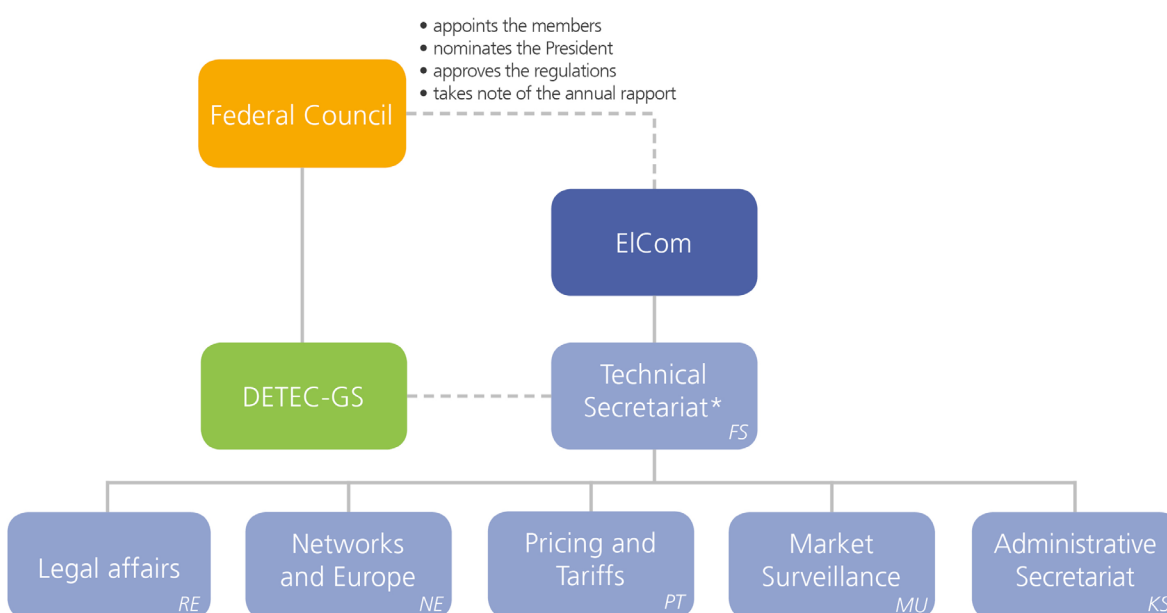 • appoints the members
• nominates the President
• approves the regulations
• takes note of the annual rapport
Federal Council
ElCom
DETEC-GS
Technical
Secretariat*
FS
Legal affairs
RE
Networks
and Europe
NE
Pricing and
Tariffs
PT
Market
Surveillance
MU
Administrative
Secretariat
KS